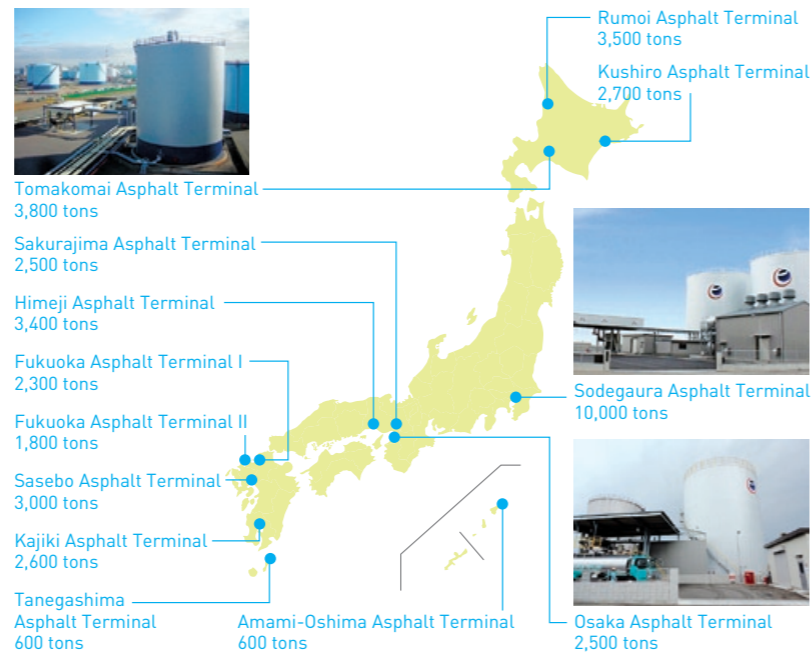 Rumoi Asphalt Terminal
3,500 tons
Kushiro Asphalt Terminal
2,700 tons
Tomakomai Asphalt Terminal
3,800 tons
Sakurajima Asphalt Terminal
2,500 tons
Himeji Asphalt Terminal
3,400 tons
Fukuoka Asphalt Terminal I
2,300 tons
Fukuoka Asphalt Terminal II
1,800 tons
Sasebo Asphalt Terminal
3,000 tons
Kajiki Asphalt Terminal
2,600 tons
Tanegashima
Asphalt Terminal
600 tons
Amami-Oshima Asphalt Terminal
600 tons
Sodegaura Asphalt Terminal
10,000 tons
Osaka Asphalt Terminal
2,500 tons